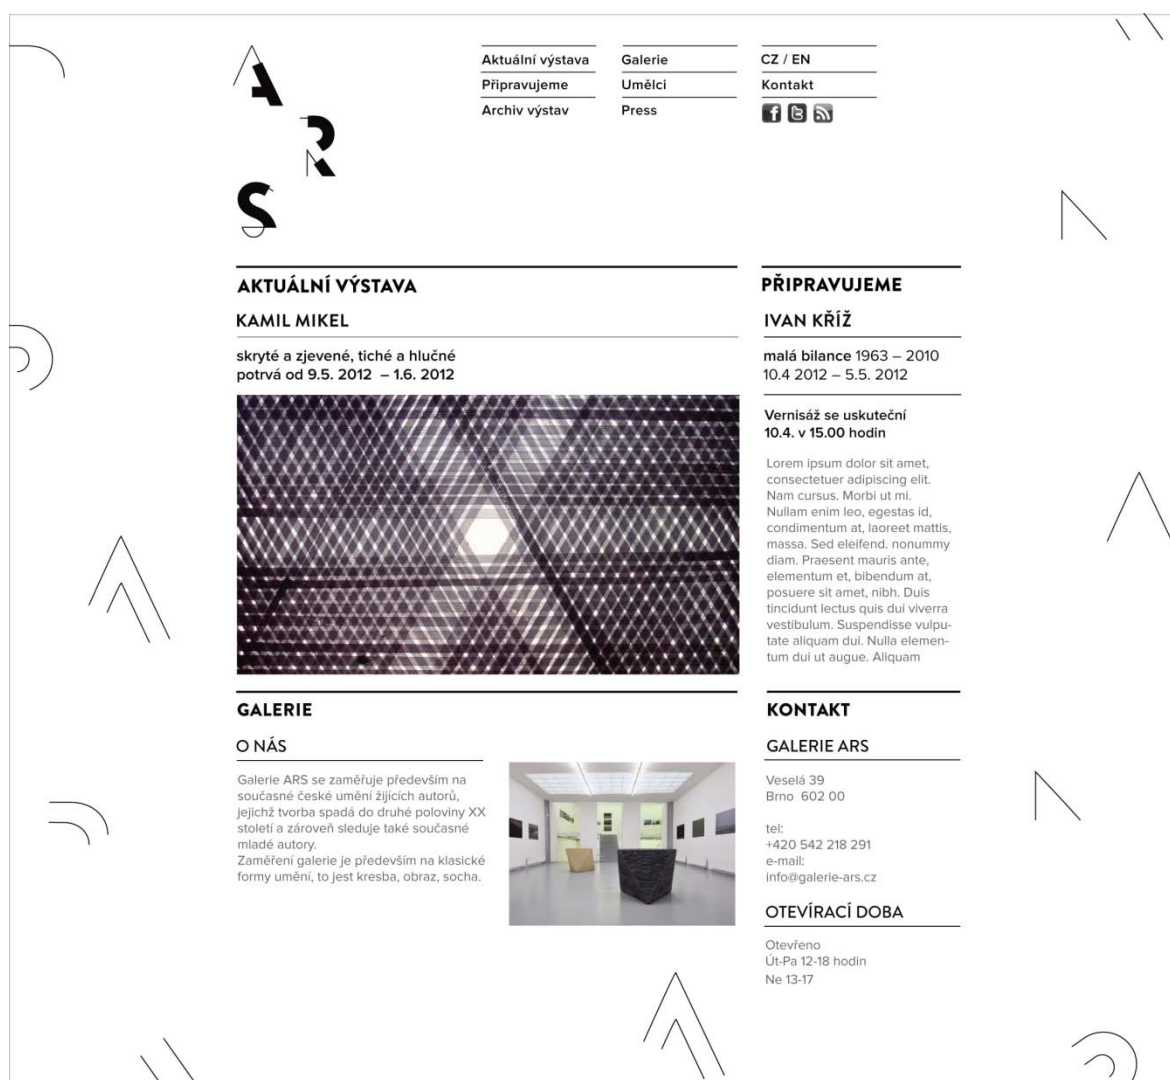 ARS
Aktuální výstava
Připravujeme
Archiv výstav
Galerie
Umělci
Press
CZ / EN
Kontakt
AKTUÁLNÍ VÝSTAVA
KAMIL MIKEL
skryté a zjevené, tiché a hlučné
potrvá od 9.5. 2012 – 1.6. 2012
PŘIPRAVUJEME
IVAN KŘÍŽ
malá bilance 1963 – 2010
10.4 2012 – 5.5. 2012
Vernisáž se uskuteční
10.4. v 15.00 hodin
Lorem ipsum dolor sit amet,
consectetuer adipiscing elit.
Nam cursus. Morbi ut mi.
Nullam enim leo, egestas id,
condimentum at, laoreet mattis,
massa. Sed eleifend. nonummy
diam. Praesent mauris ante,
elementum et, bibendum at,
posuere sit amet, nibh. Duis
tincidunt lectus quis dui viverra
vestibulum. Suspendisse vulpu-
tate aliquam dui. Nulla elemen-
tum dui ut augue. Aliquam
GALERIE
O NÁS
Galerie ARS se zaměřuje především na
současné české umění žijících autorů,
jejichž tvorba spadá do druhé poloviny XX
století a zároveň sleduje také současné
mladé autory.
Zaměření galerie je především na klasické
formy umění, to jest kresba, obraz, socha.
KONTAKT
GALERIE ARS
Veselá 39
Brno 602 00
tel:
+420 542 218 291
e-mail:
info@galerie-ars.cz
OTEVÍRACÍ DOBA
Otevřeno
Út-Pa 12-18 hodin
Ne 13-17